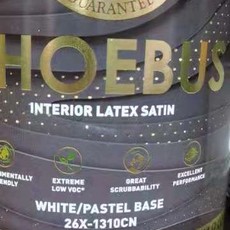 GUARANTEE
HOEBUS
INTERIOR LATEX SATIN
EXTREME
LOW VOC*
GREAT
SCRUBBABILITY
EXCELLENT
PERFORMANCE
WHITE/PASTEL BASE
26X-1310CN